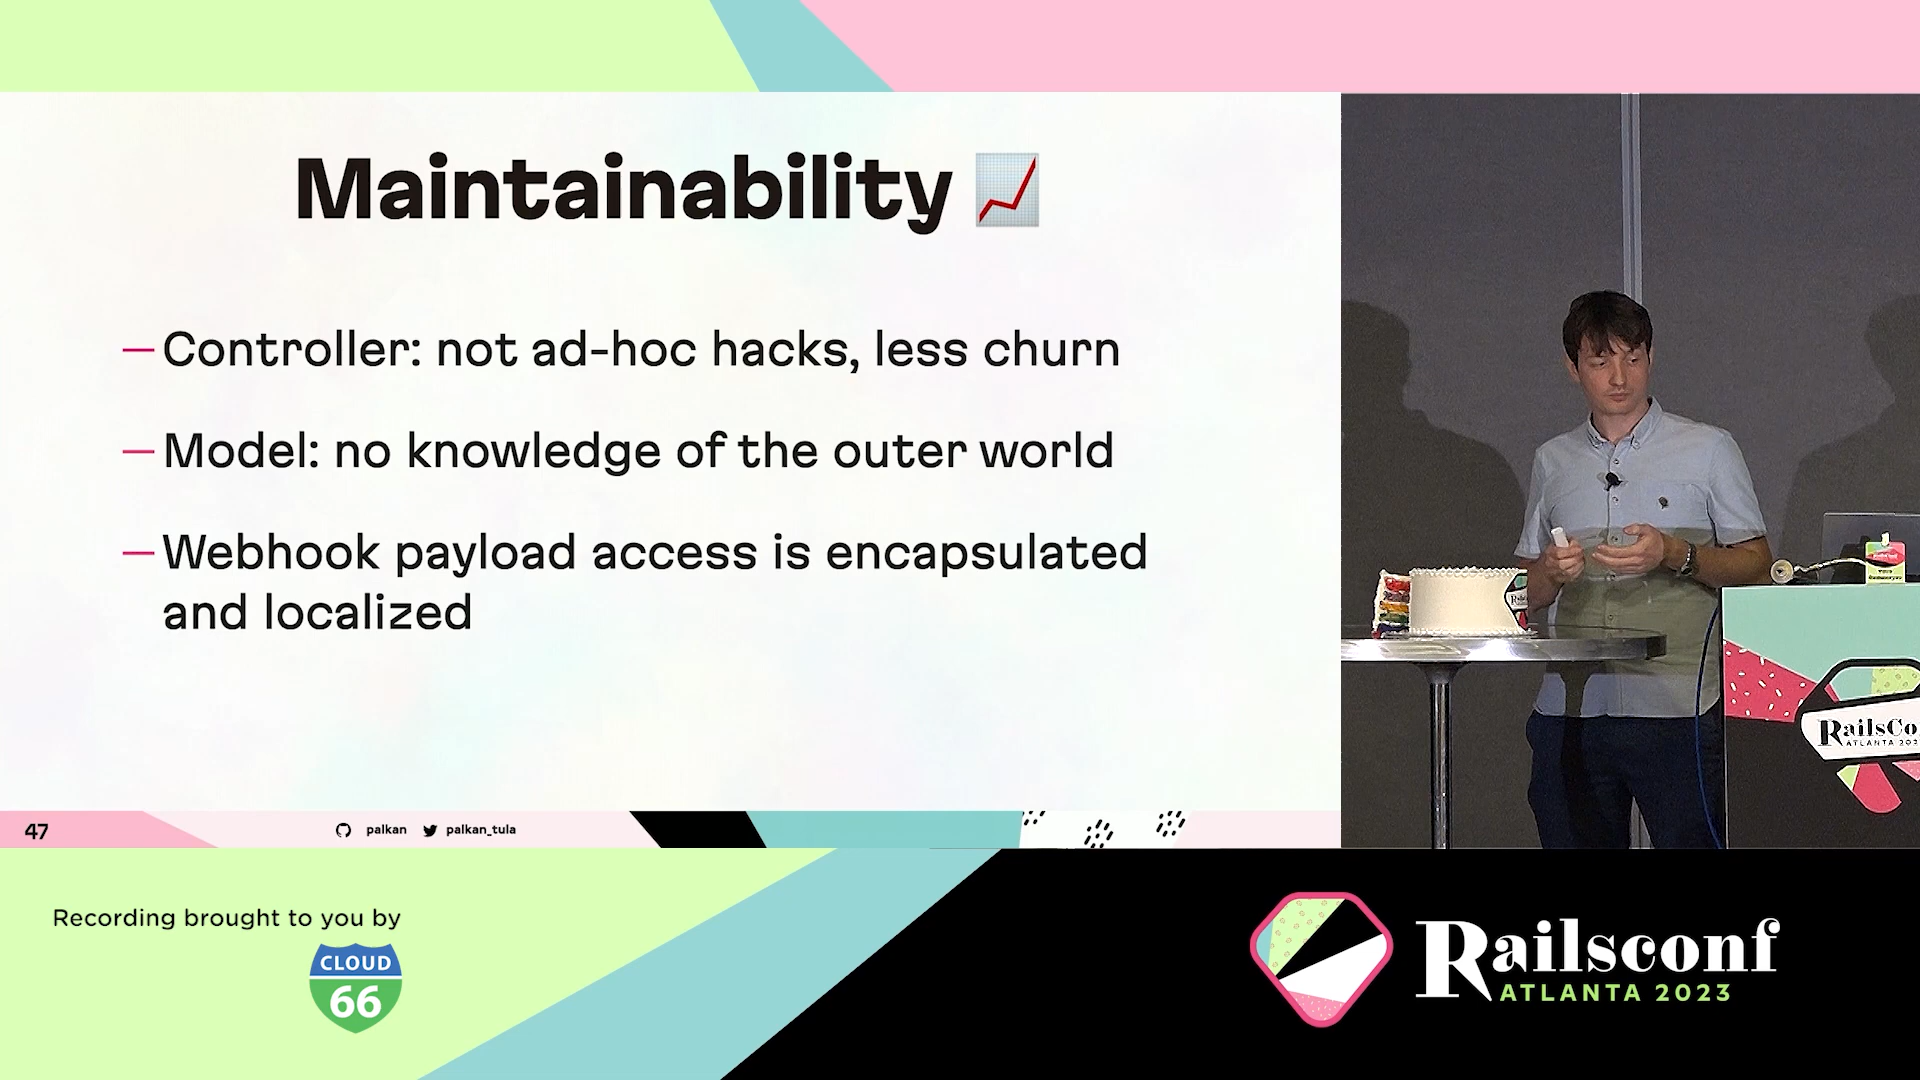 Maintainability
— Controller: not ad-hoc hacks, less churn
— Model: no knowledge of the outer world
— Webhook payload access is encapsulated
and localized
47
palkan
palkan_tula
RailsCo
Recording brought to you by
CLOUD
66
Railsconf
ATLANTA 2023